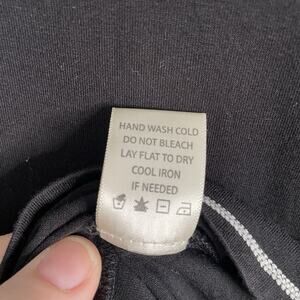 HAND WASH COLD
DO NOT BLEACH
LAY FLAT TO DRY
COOL IRON
IF NEEDED